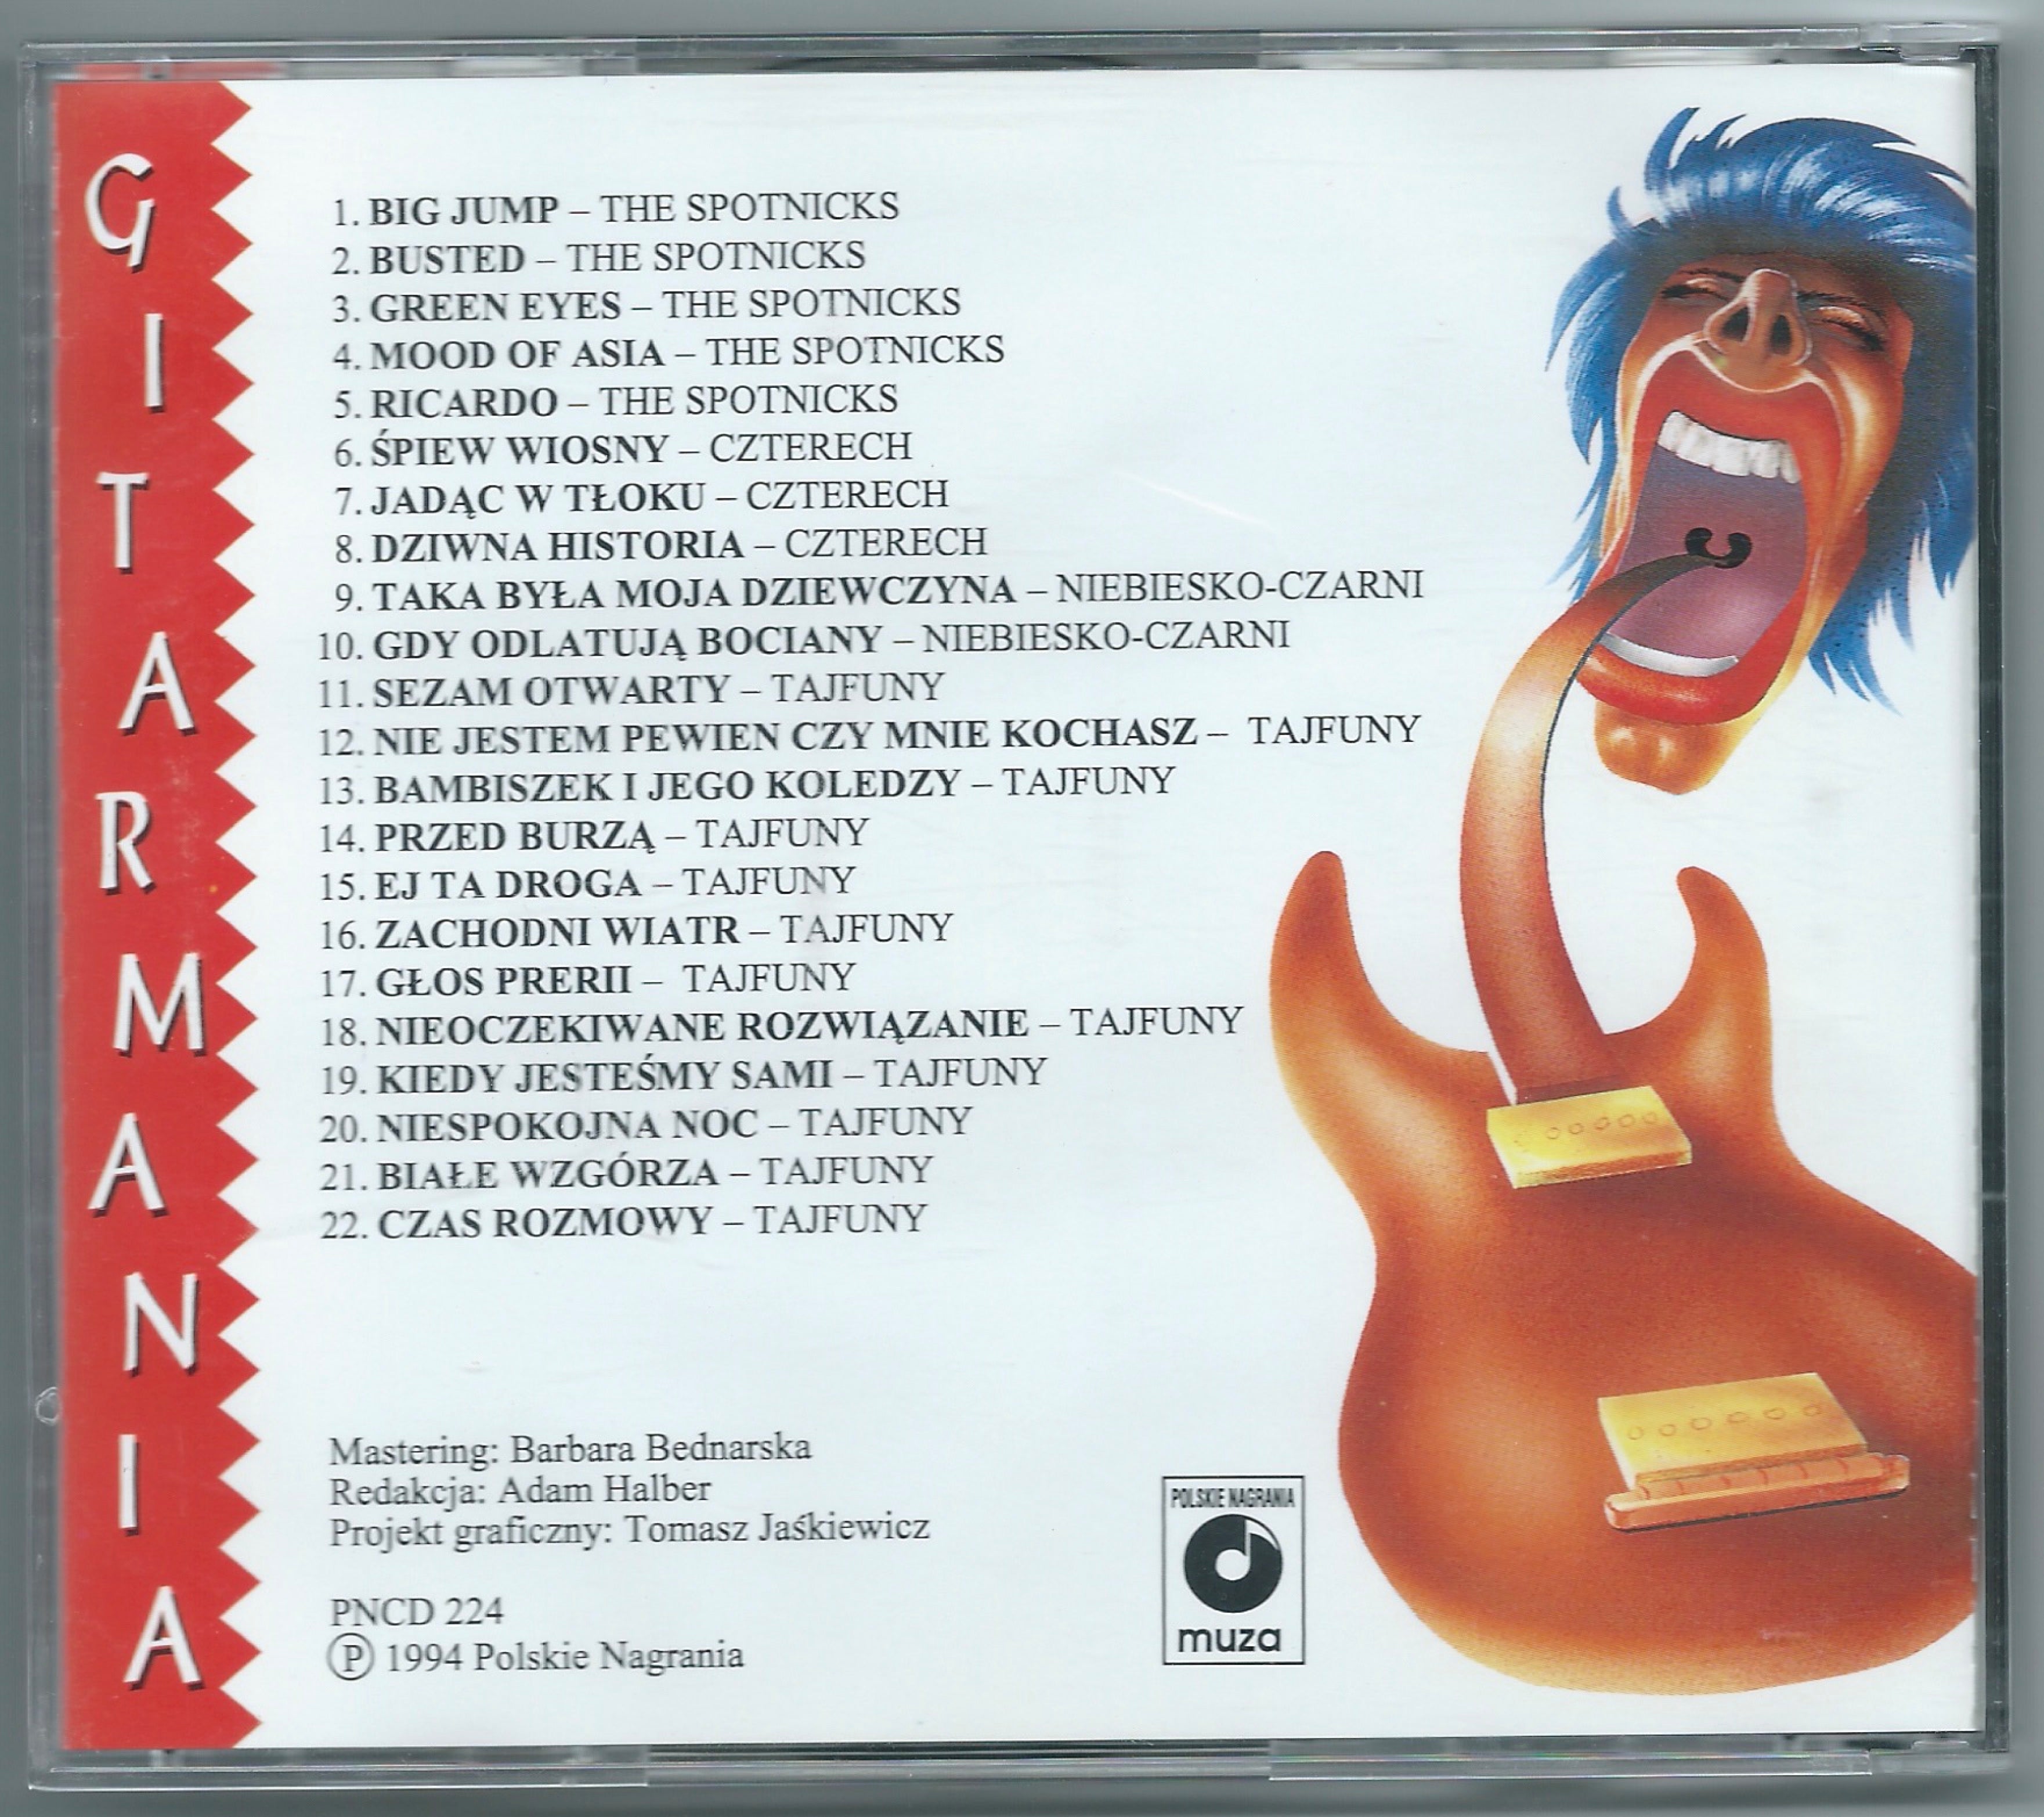 GITARMANIA
1. BIG JUMP – THE SPOTNICKS
2. BUSTED – THE SPOTNICKS
3. GREEN EYES – THE SPOTNICKS
4. MOOD OF ASIA – THE SPOTNICKS
5. RICARDO – THE SPOTNICKS
6. ŚPIEW WIOSNY – CZTERECH
7. JADĄC W TŁOKU – CZTERECH
8. DZIWNA HISTORIA – CZTERECH
9. TAKA BYŁA MOJA DZIEWCZYNA – NIEBIESKO-CZARNI
10. GDY ODLATUJĄ BOCIANY – NIEBIESKO-CZARNI
11. SEZAM OTWARTY – TAJFUNY
12. NIE JESTEM PEWIEN CZY MNIE KOCHASZ – TAJFUNY
13. BAMBISZEK I JEGO KOLEDZY – TAJFUNY
14. PRZED BURZĄ – TAJFUNY
15. EJ TA DROGA – TAJFUNY
16. ZACHODNI WIATR – TAJFUNY
17. GŁOS PRERII – TAJFUNY
18. NIEOCZEKIWANE ROZWIĄZANIE – TAJFUNY
19. KIEDY JESTEŚMY SAMI – TAJFUNY
20. NIESPOKOJNA NOC – TAJFUNY
21. BIAŁE WZGÓRZA – TAJFUNY
22. CZAS ROZMOWY – TAJFUNY
Mastering: Barbara Bednarska
Redakcja: Adam Halber
Projekt graficzny: Tomasz Jaśkiewicz
PNCD 224
Ⓟ 1994 Polskie Nagrania
POLSKIE NAGRANIA
muza